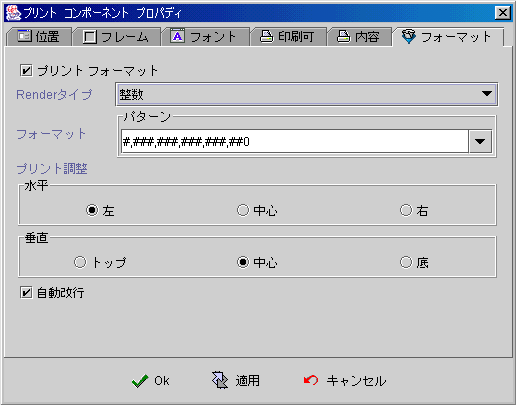 プリント コンポーネント プロパディ
位置 フレーム フォント 印刷可 内容 フォーマット
プリント フォーマット
Renderタイプ 整数
パターン
フォーマット #,###,###,###,###,##0
プリント調整
水平
左 中心 右
垂直
トップ 中心 底
自動改行
Ok 適用 キャンセル